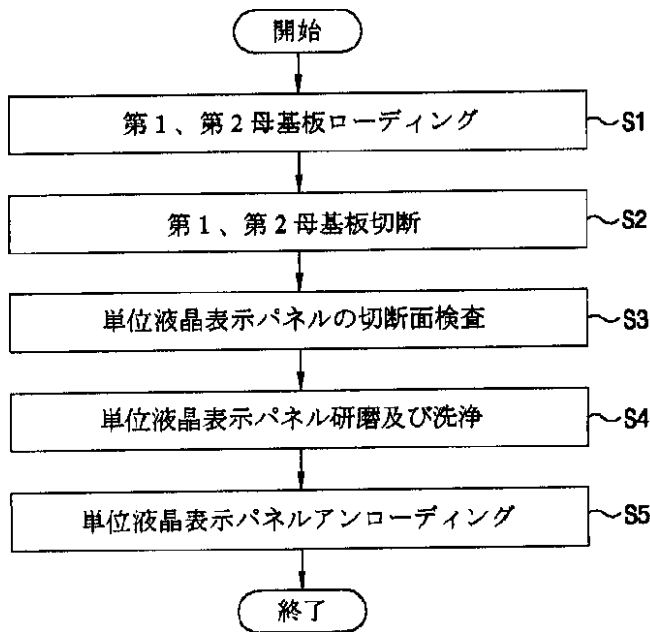 開始
第1、第2母基板ローディング
S1
第1、第2母基板切断
S2
単位液晶表示パネルの切断面検査
S3
単位液晶表示パネル研磨及び洗浄
S4
単位液晶表示パネルアンローディング
S5
終了